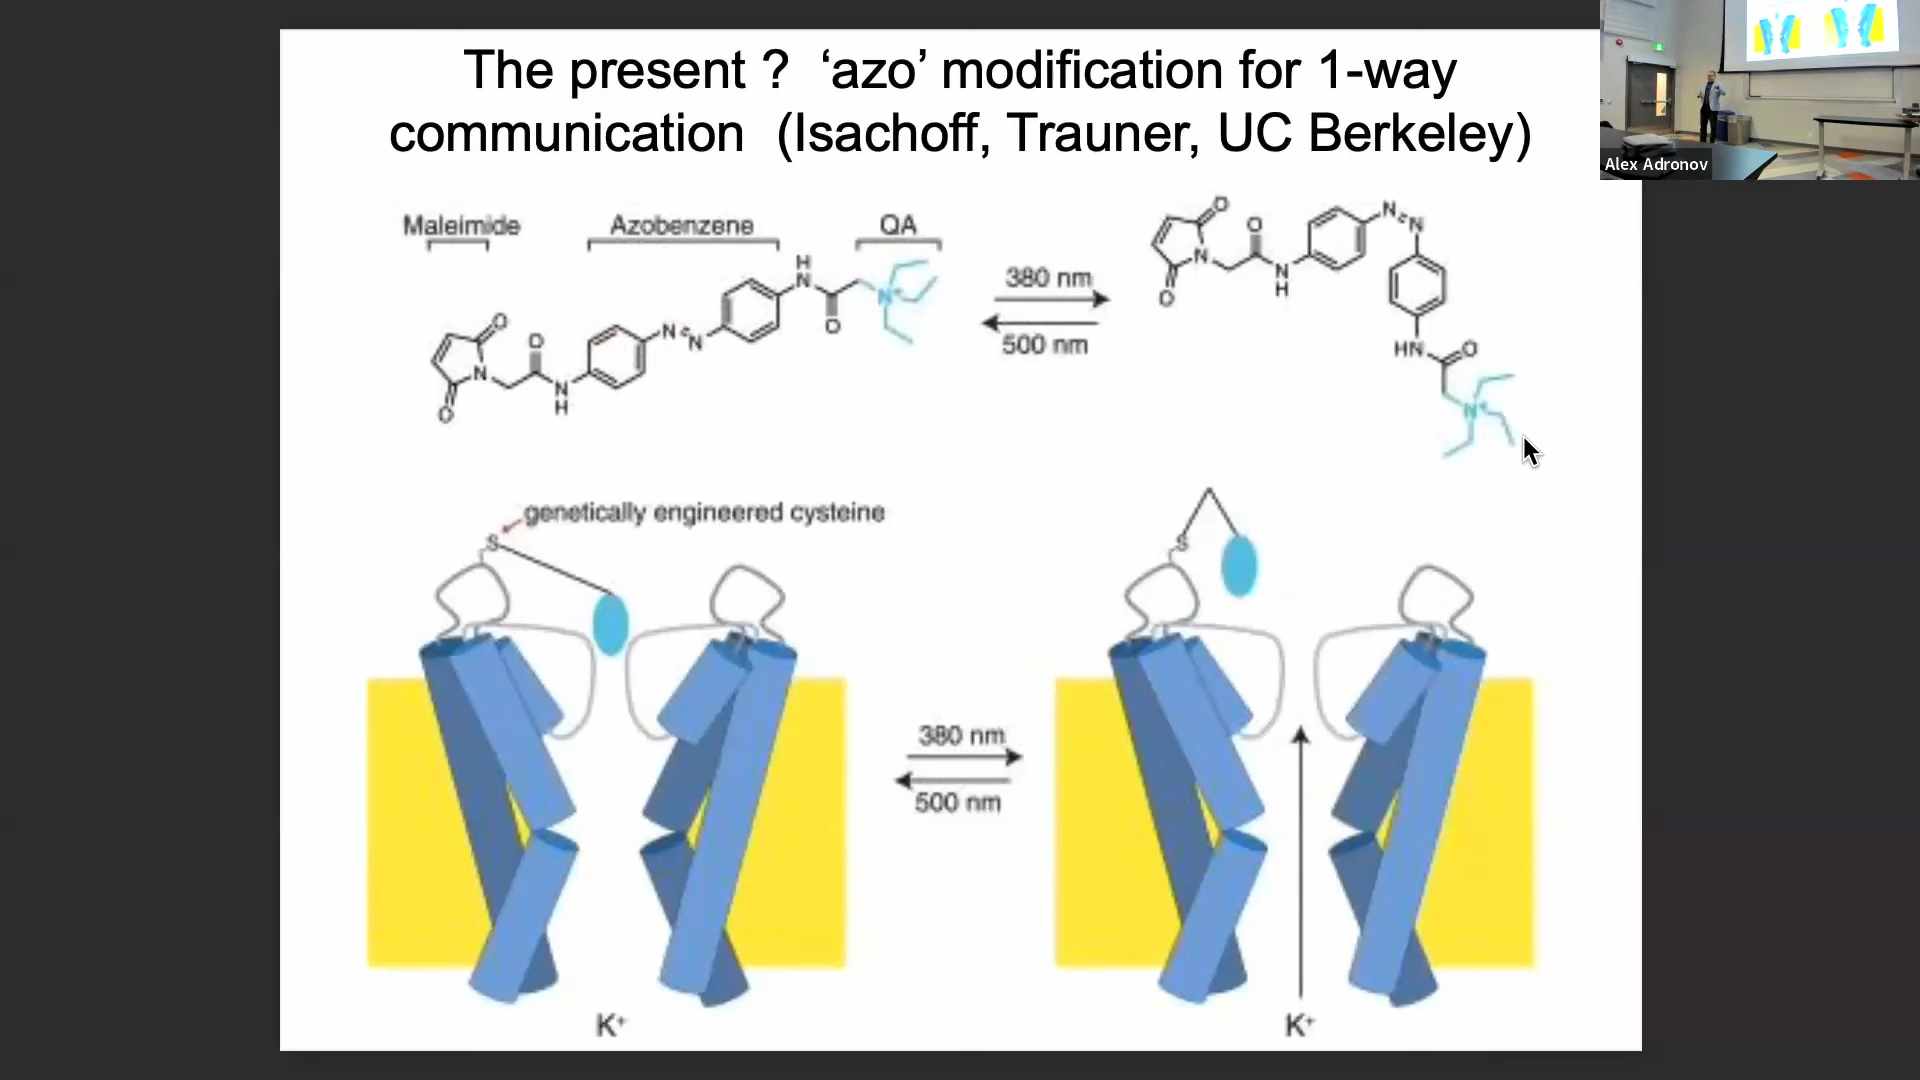 The present ? ‘azo’ modification for 1-way
communication (Isachoff, Trauner, UC Berkeley)
Alex Adronov
Maleimide
Azobenzene
QA
O
O
N
O
N
H
N
N
H
N
O
N+
380 nm
500 nm
O
O
N
O
N
H
N
N
HN
O
N+
genetically engineered cysteine
S
S
380 nm
500 nm
K+
K+